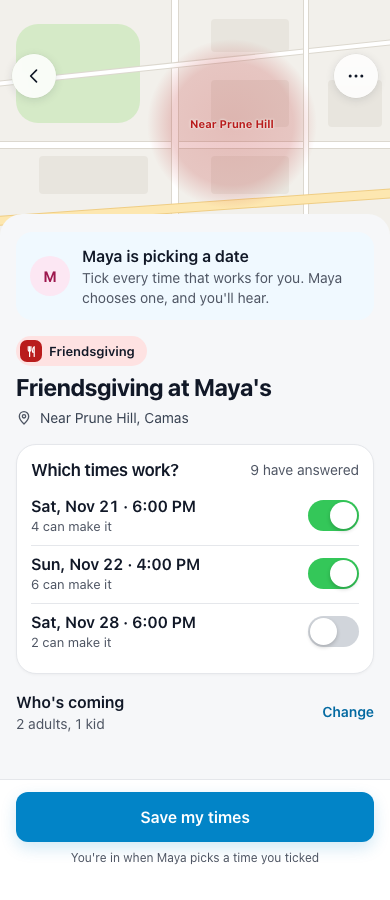 Near Prune Hill
M
Maya is picking a date
Tick every time that works for you. Maya
chooses one, and you'll hear.
Friendsgiving
Friendsgiving at Maya's
Near Prune Hill, Camas
Which times work?
9 have answered
Sat, Nov 21 · 6:00 PM
4 can make it
Sun, Nov 22 · 4:00 PM
6 can make it
Sat, Nov 28 · 6:00 PM
2 can make it
Who's coming
2 adults, 1 kid
Change
Save my times
You're in when Maya picks a time you ticked